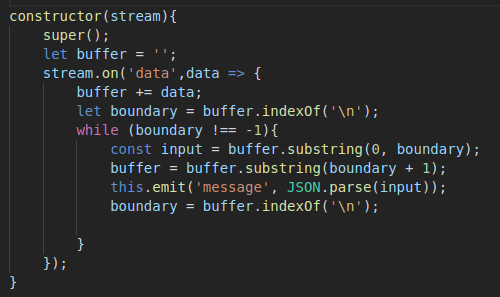 constructor(stream){
super();
let buffer = '';
stream.on('data',data => {
buffer += data;
let boundary = buffer.indexOf('\n');
while (boundary !== -1){
const input = buffer.substring(0, boundary);
buffer = buffer.substring(boundary + 1);
this.emit('message', JSON.parse(input));
boundary = buffer.indexOf('\n');
}
});
}